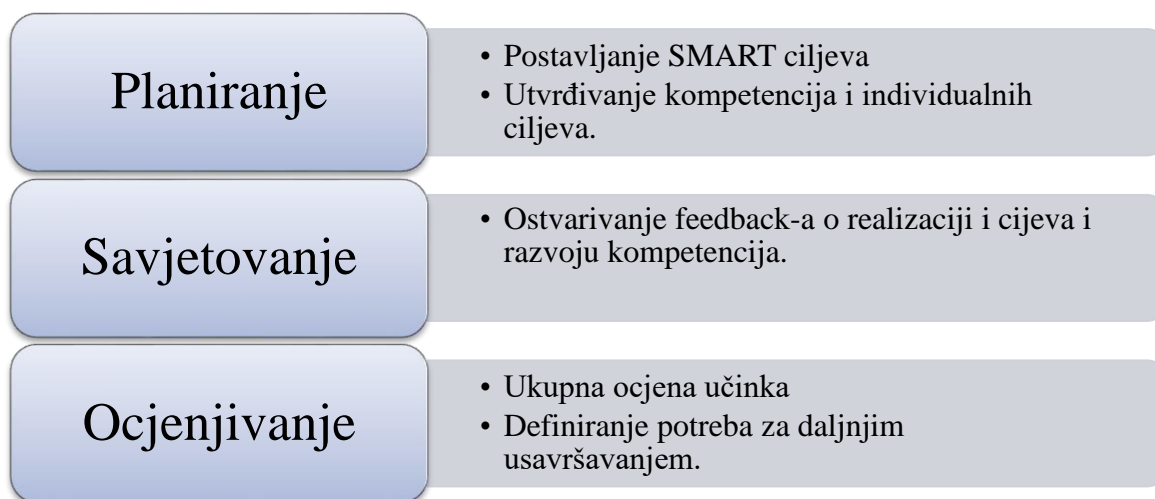 Planiranje
• Postavljanje SMART ciljeva
• Utvrđivanje kompetencija i individualnih
ciljeva.
Savjetovanje
• Ostvarivanje feedback-a o realizaciji i cijeva i
razvoju kompetencija.
Ocjenjivanje
• Ukupna ocjena učinka
• Definiranje potreba za daljnjim
usavršavanjem.